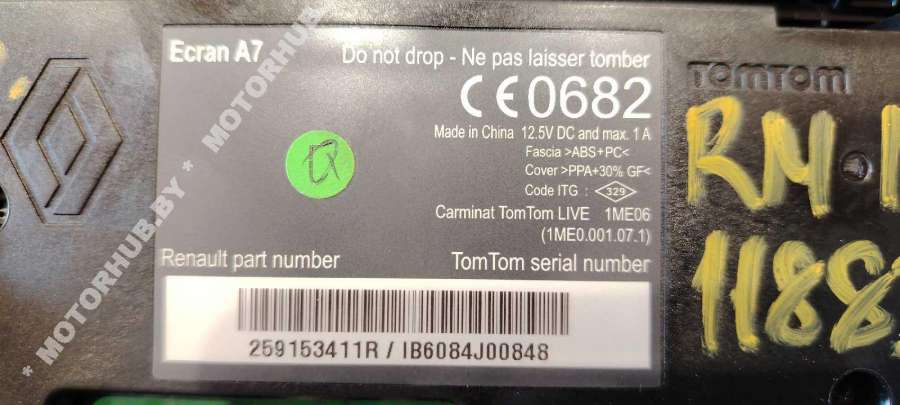 Ecran A7
Do not drop - Ne pas laisser tomber
CE0682
Made in China 12.5V DC and max. 1 A
Fascia >ABS+PC<
Cover >PPA+30% GF<
Code ITG : 329
Carminat TomTom LIVE 1ME06
(1ME0.001.07.1)
Renault part number
TomTom serial number
259153411R / IB6084J00848
TOMTOM
Q
* MOTORHUB.BY * MOTORHUB